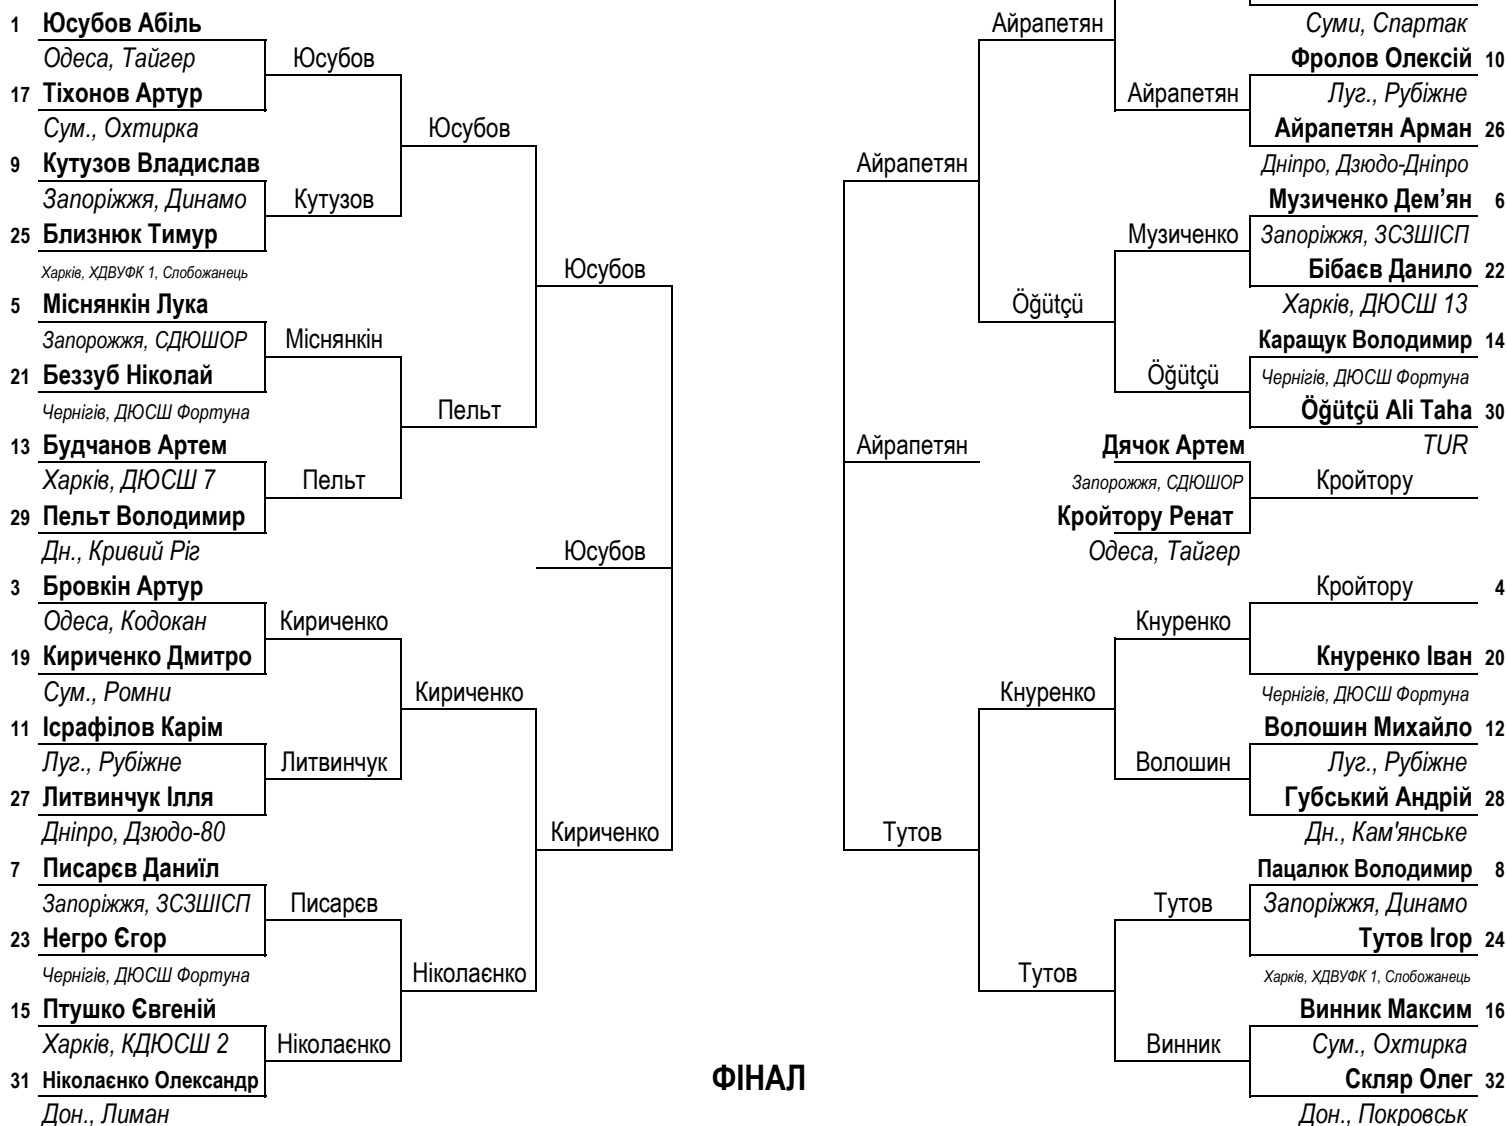 1 Юсубов Абіль
Одеса, Тайгер
Юсубов
17 Тіхонов Артур
Сум., Охтирка
Юсубов
9 Кутузов Владислав
Запоріжжя, Динамо
Кутузов
25 Близнюк Тимур
Харків, ХДВУФК 1, Слобожанець
Юсубов
5 Міснянкін Лука
Запорожжя, СДЮШОР
Міснянкін
21 Беззуб Ніколай
Чернігів, ДЮСШ Фортуна
Пельт
13 Будчанов Артем
Харків, ДЮСШ 7
Пельт
29 Пельт Володимир
Дн., Кривий Ріг
Юсубов
3 Бровкін Артур
Одеса, Кодокан
Кириченко
19 Кириченко Дмитро
Сум., Ромни
Кириченко
11 Ісрафілов Карім
Луг., Рубіжне
Литвинчук
27 Литвинчук Ілля
Дніпро, Дзюдо-80
Кириченко
7 Писарєв Даниїл
Запоріжжя, ЗСЗШІСП
Писарєв
23 Негро Єгор
Чернігів, ДЮСШ Фортуна
Ніколаєнко
15 Птушко Євгеній
Харків, КДЮСШ 2
Ніколаєнко
31 Ніколаєнко Олександр
Дон., Лиман
ФІНАЛ
Айрапетян
Суми, Спартак
Фролов Олексій 10
Айрапетян
Луг., Рубіжне
Айрапетян Арман 26
Айрапетян
Дніпро, Дзюдо-Дніпро
Музиченко Дем’ян 6
Музиченко
Запоріжжя, ЗСЗШІСП
Бібаєв Данило 22
Öğütçü
Харків, ДЮСШ 13
Каращук Володимир 14
Öğütçü
Чернігів, ДЮСШ Фортуна
Öğütçü Ali Taha 30
Айрапетян
Дячок Артем
TUR
Запорожжя, СДЮШОР
Кройтору
Кройтору Ренат
Одеса, Тайгер
Кройтору 4
Кнуренко
Кнуренко Іван 20
Кнуренко
Чернігів, ДЮСШ Фортуна
Волошин Михайло 12
Волошин
Луг., Рубіжне
Губський Андрій 28
Тутов
Дн., Кам'янське
Пацалюк Володимир 8
Тутов
Запоріжжя, Динамо
Тутов Ігор 24
Тутов
Харків, ХДВУФК 1, Слобожанець
Винник Максим 16
Винник
Сум., Охтирка
Скляр Олег 32
Дон., Покровськ